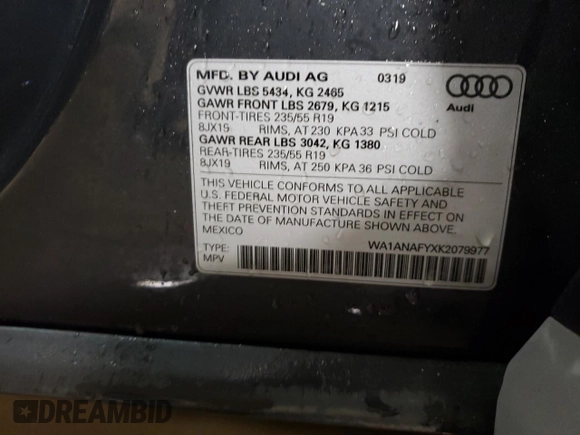 MFD. BY AUDI AG 0319
GVWR LBS 5434, KG 2465
GAWR FRONT LBS 2679, KG 1215
FRONT-TIRES 235/55 R19
8JX19 RIMS, AT 230 KPA 33 PSI COLD
GAWR REAR LBS 3042, KG 1380
REAR-TIRES 235/55 R19
8JX19 RIMS, AT 250 KPA 36 PSI COLD
Audi
THIS VEHICLE CONFORMS TO ALL APPLICABLE
U.S. FEDERAL MOTOR VEHICLE SAFETY AND
THEFT PREVENTION STANDARDS IN EFFECT ON
THE DATE OF MANUFACTURE SHOWN ABOVE.
MEXICO
WA1ANAFYXK2079977
TYPE:
MPV
DREAMBID